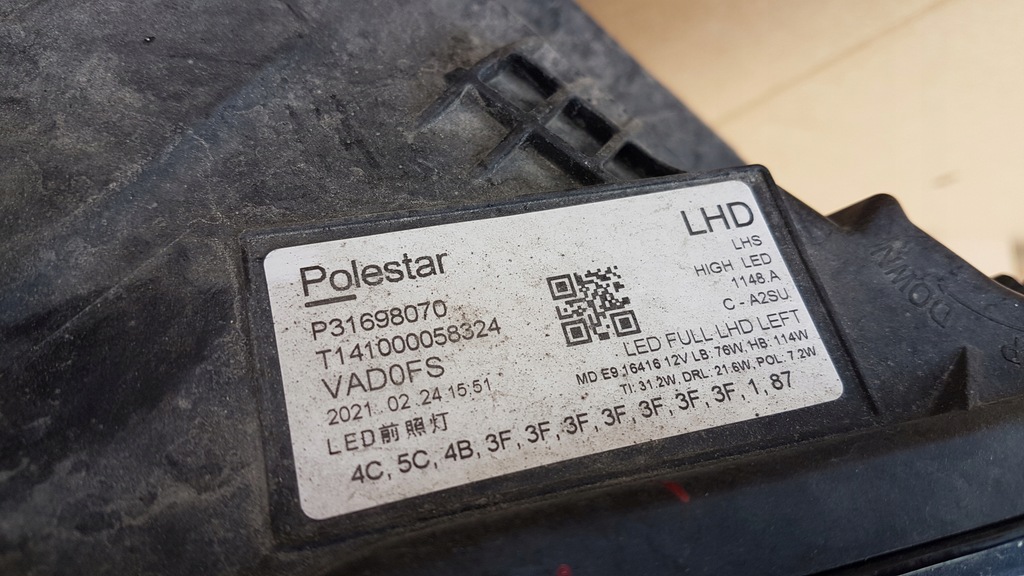 Polestar
P31698070
T141000058324
VAD0FS
2021. 02. 24 15:51
LED前照灯
4C, 5C, 4B, 3F, 3F, 3F, 3F, 3F, 3F, 3F, 1, 87
LHD
LHS
HIGH LED
1148.A
C - A2SU
LED FULL LHD LEFT
MD E9 16416 12V LB: 76W, HB: 114W
TI: 31.2W, DRL: 21.6W, POL: 7.2W
DOWN